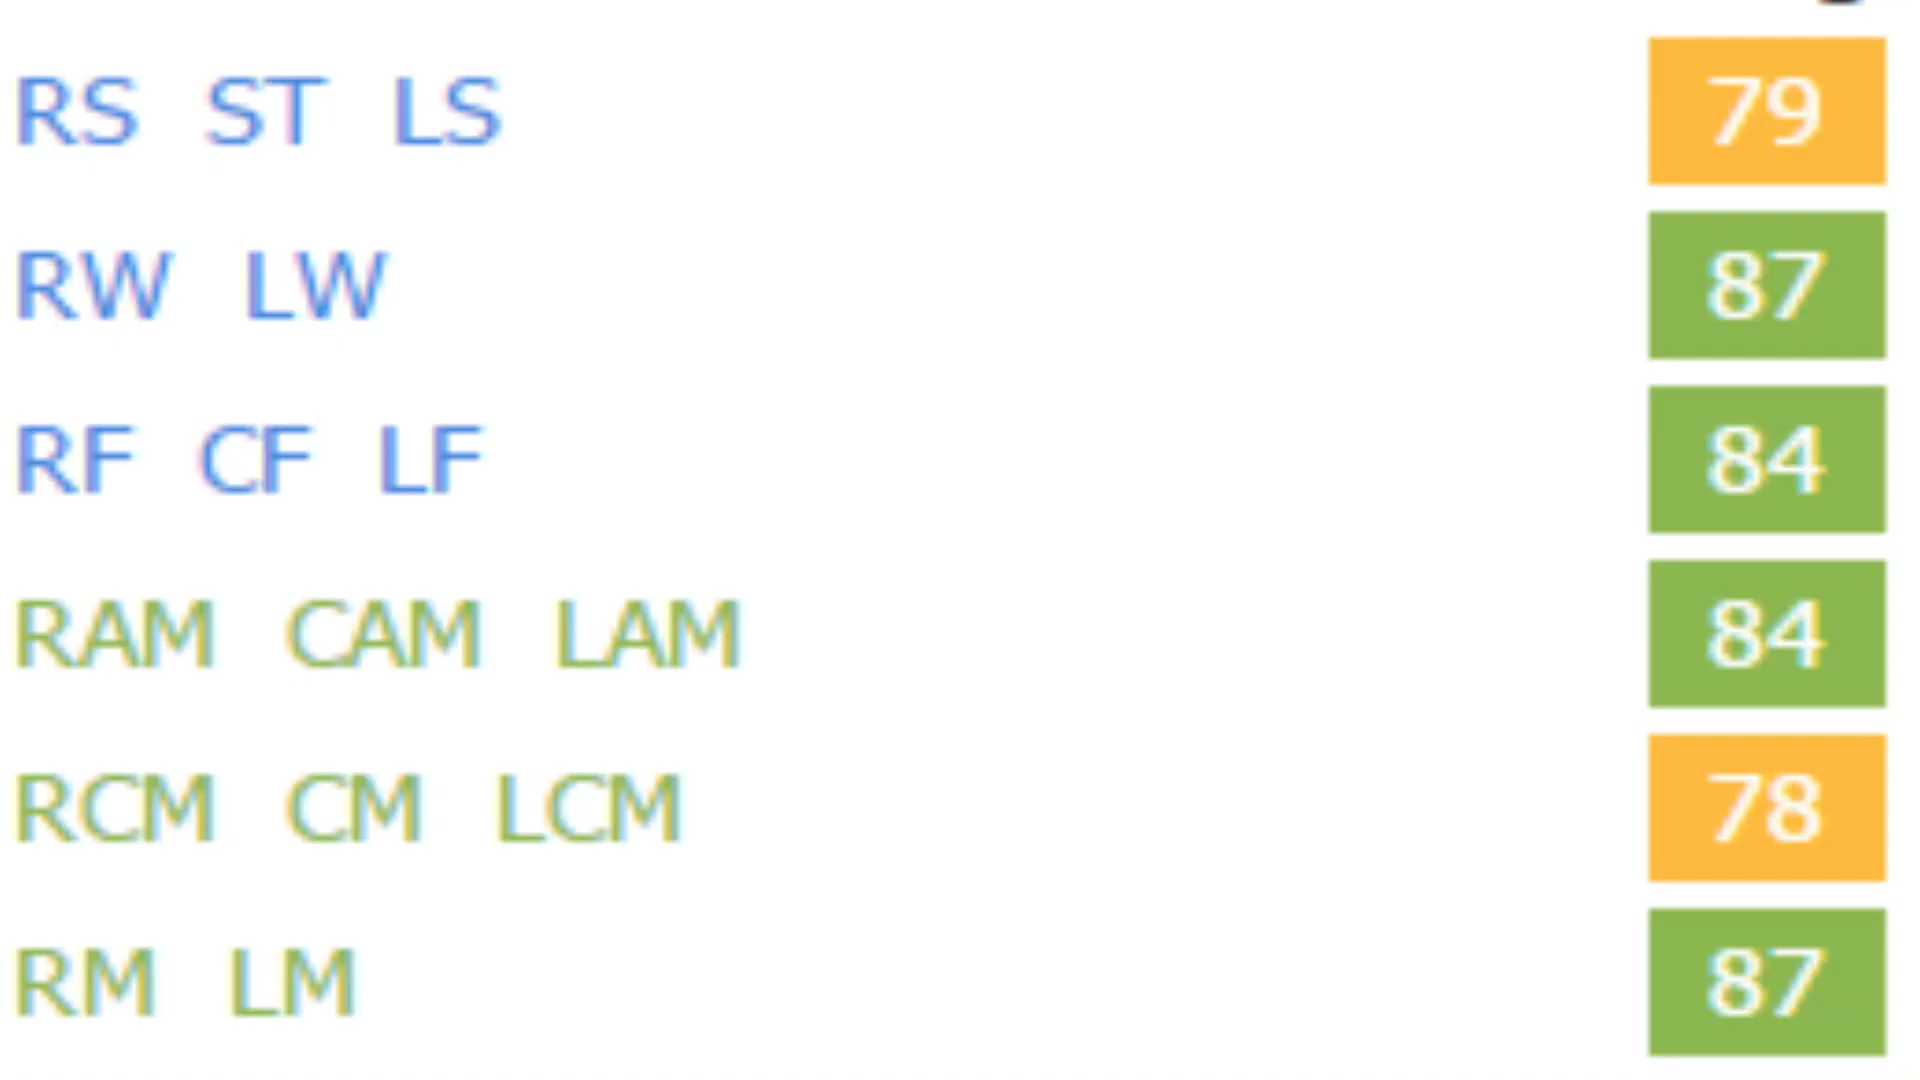 RS ST LS 79
RW LW 87
RF CF LF 84
RAM CAM LAM 84
RCM CM LCM 78
RM LM 87